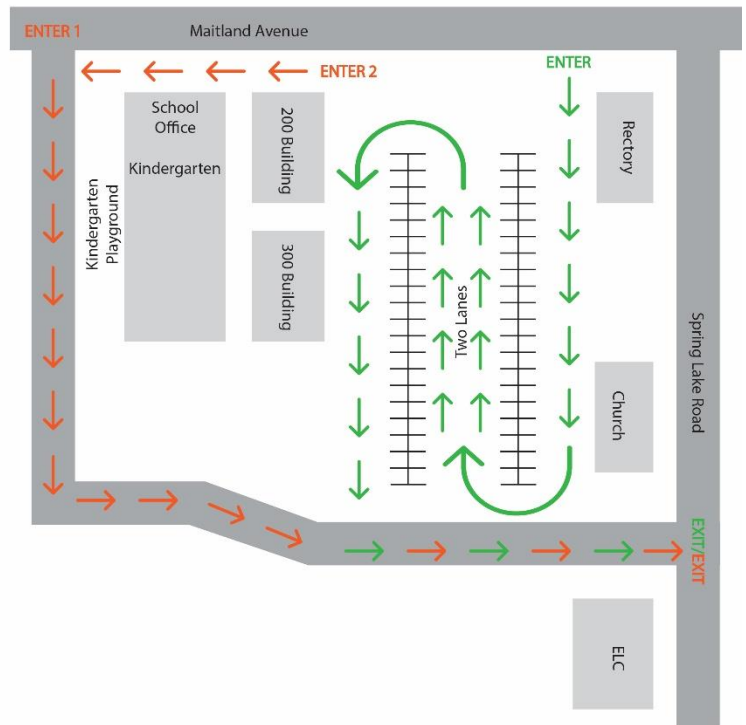 ENTER 1
Maitland Avenue
ENTER 2
ENTER
School
Office
Kindergarten
Kindergarten
Playground
200 Building
300 Building
Two Lanes
Rectory
Church
Spring Lake Road
EXIT/EXIT
ELC